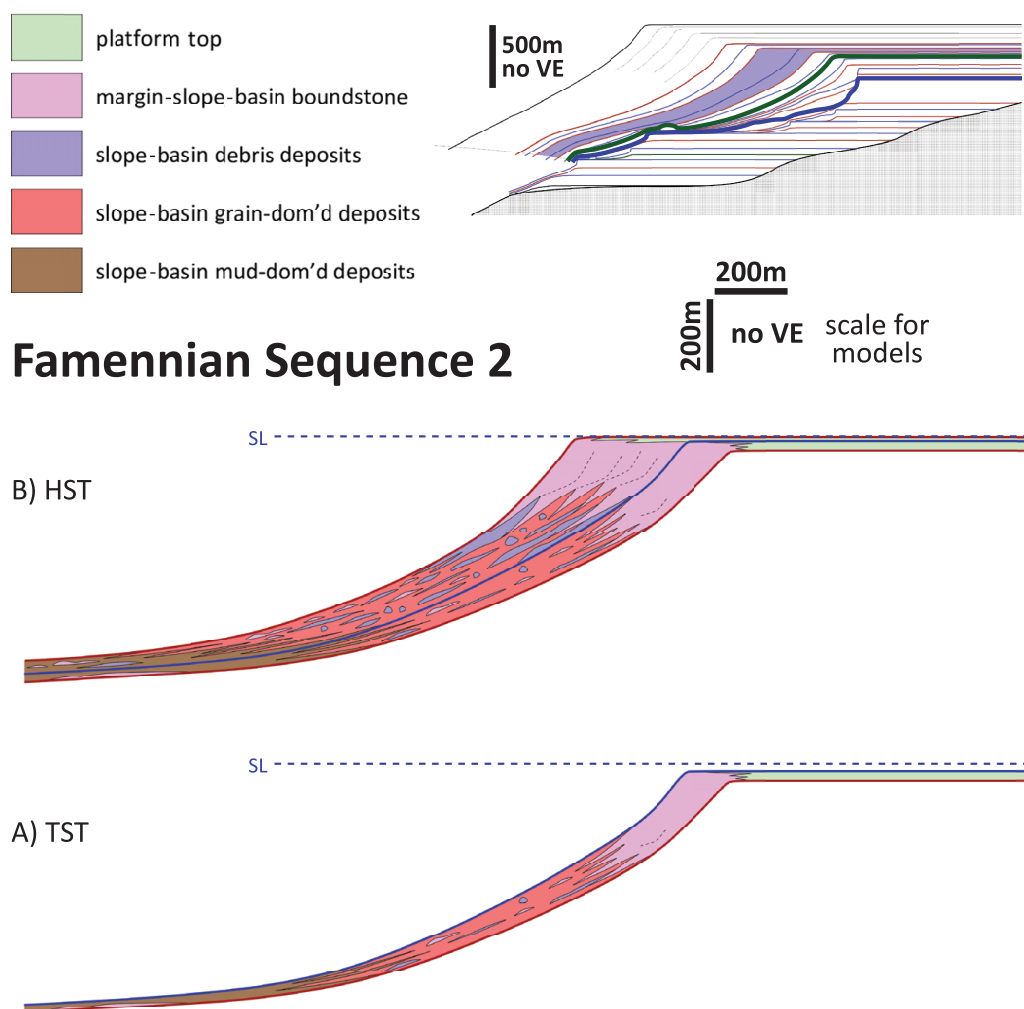 platform top
margin-slope-basin boundstone
slope-basin debris deposits
slope-basin grain-dom'd deposits
slope-basin mud-dom'd deposits
500m
no VE
200m
200m
no VE
scale for
models
Famennian Sequence 2
SL
B) HST
SL
A) TST